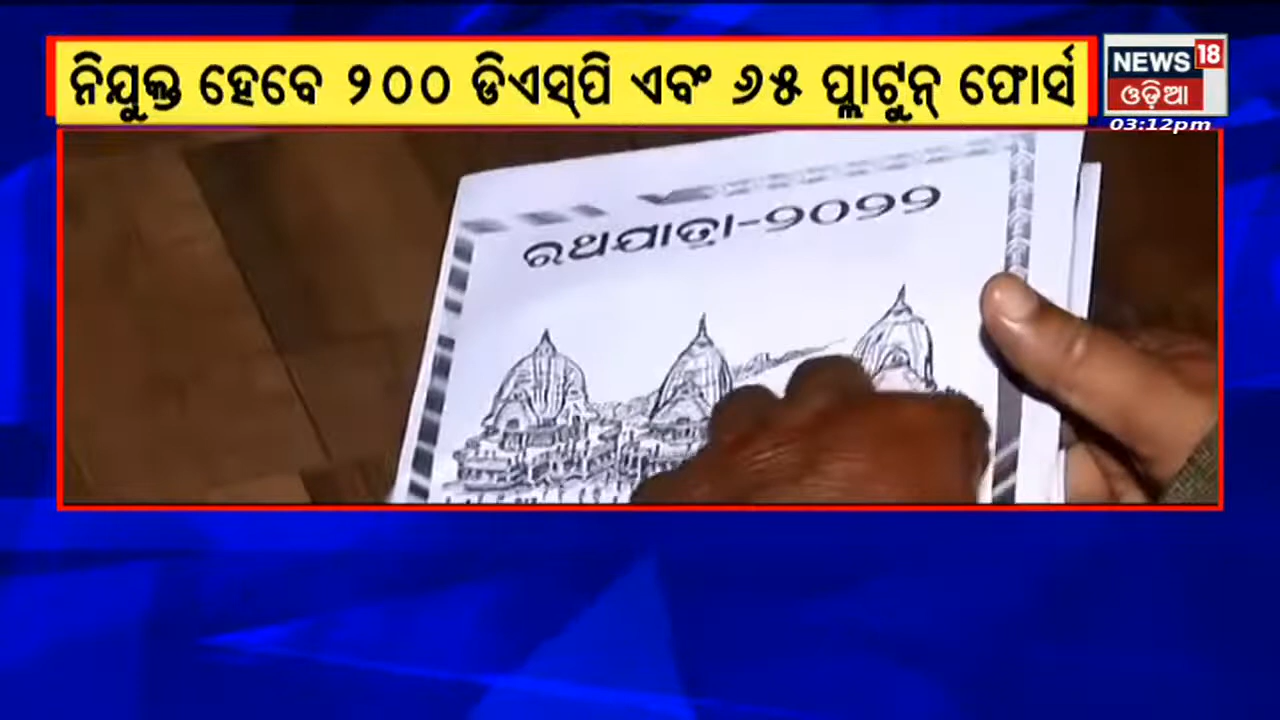 ନିଯୁକ୍ତ ହେବେ ୨୦୦ ଡିଏସ୍‌ପି ଏବଂ ୬୫ ପ୍ଲାଟୁନ୍ ଫୋର୍ସ
NEWS 18
ଓଡ଼ିଆ
03:12pm
ରଥଯାତ୍ରା-୨୦୨୨